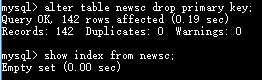 mysql> alter table newsc drop primary key;
Query OK, 142 rows affected (0.19 sec)
Records: 142  Duplicates: 0  Warnings: 0
mysql> show index from newsc;
Empty set (0.00 sec)